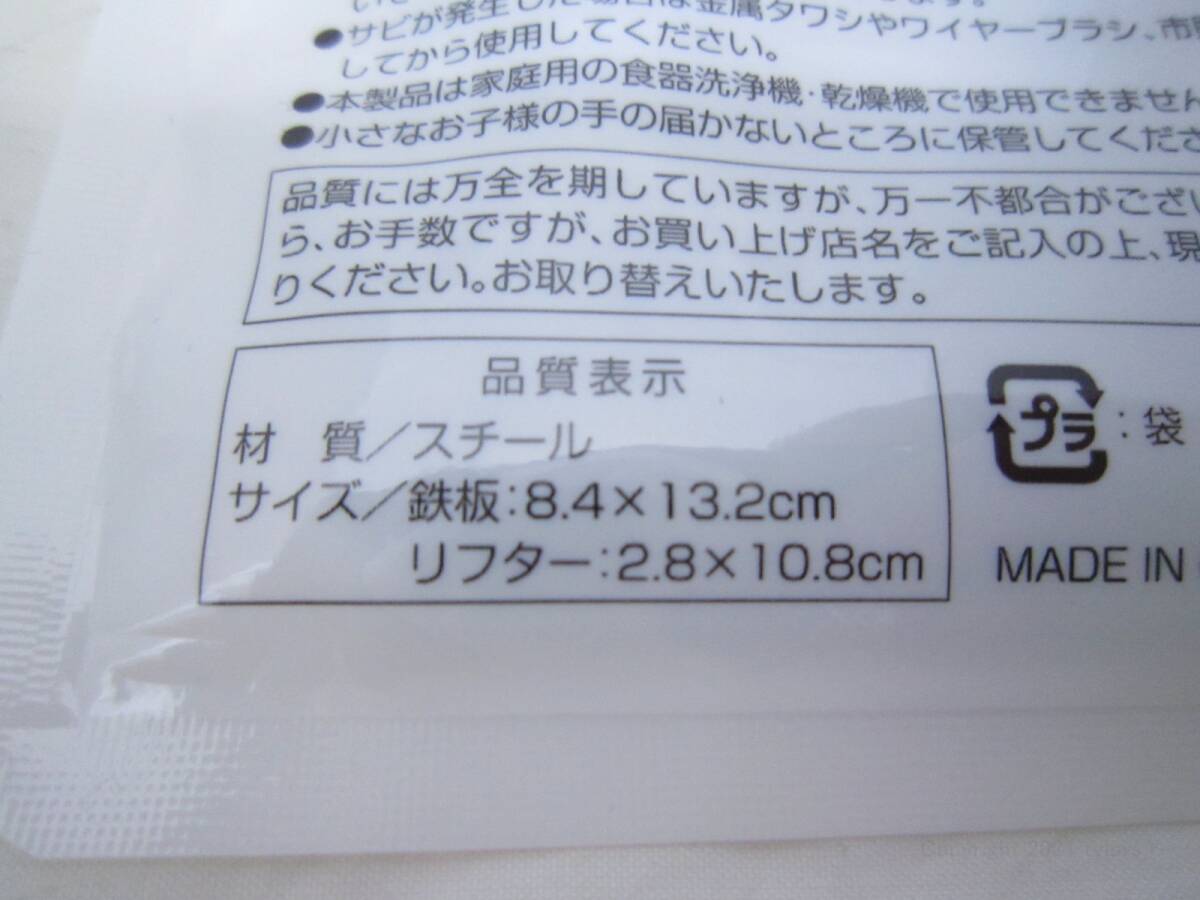 ●サビが発生した場合は金属タワシやワイヤーブラシ、市
してから使用してください。
●本製品は家庭用の食器洗浄機・乾燥機で使用できません
●小さなお子様の手の届かないところに保管してくださ
品質には万全を期していますが、万一不都合がござい
ら、お手数ですが、お買い上げ店名をご記入の上、現
りください。お取り替えいたします。
品質表示
材 質／スチール
サイズ／鉄板：8.4×13.2cm
リフター：2.8×10.8cm
プラ：袋
MADE IN